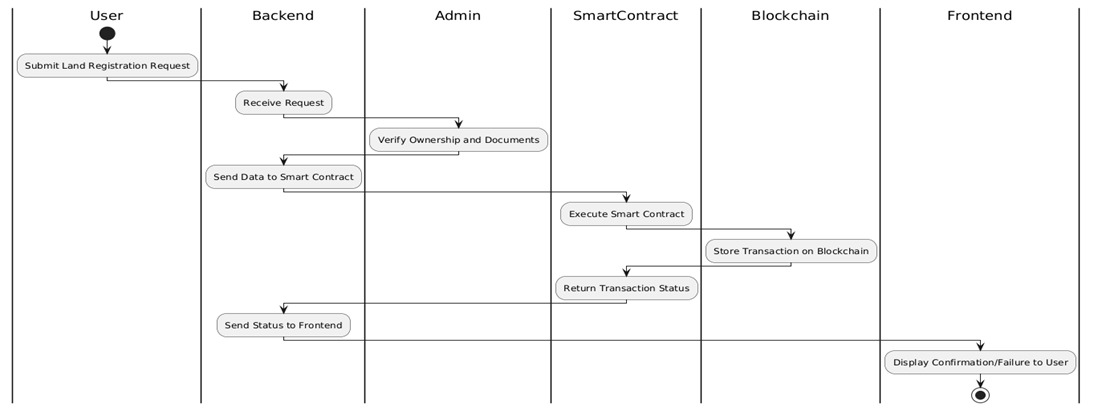 User
Backend
Admin
SmartContract
Blockchain
Frontend
Submit Land Registration Request
Receive Request
Verify Ownership and Documents
Send Data to Smart Contract
Execute Smart Contract
Store Transaction on Blockchain
Return Transaction Status
Send Status to Frontend
Display Confirmation/Failure to User